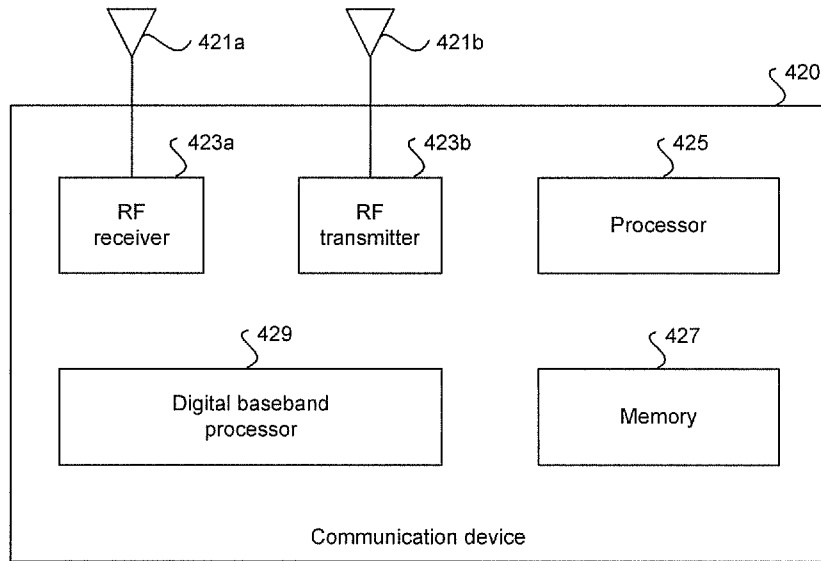 421a
421b
420
423a
423b
425
RF
receiver
RF
transmitter
Processor
429
427
Digital baseband
processor
Memory
Communication device